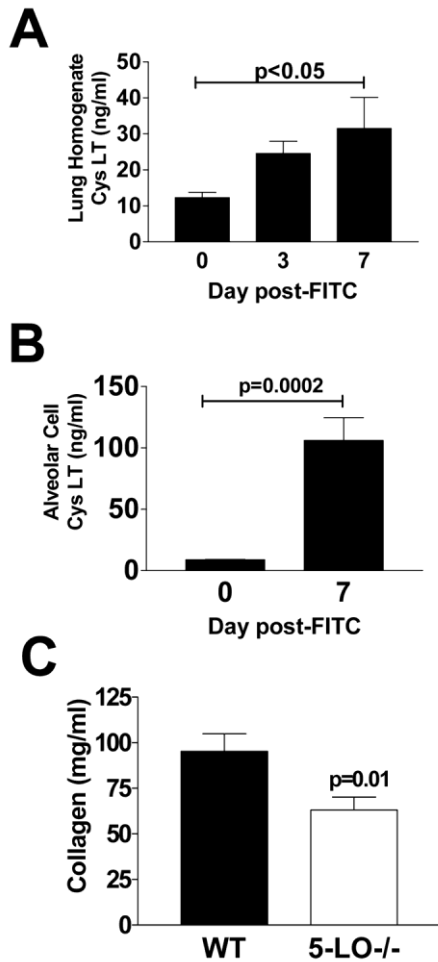 A
p<0.05
Lung Homogenate
Cys LT (ng/ml)
50
40
30
20
10
0
0 3 7
Day post-FITC
B
p=0.0002
Alveolar Cell
Cys LT (ng/ml)
150
100
50
0
0 7
Day post-FITC
C
Collagen (mg/ml)
125
100
75
50
25
0
p=0.01
WT 5-LO-/-